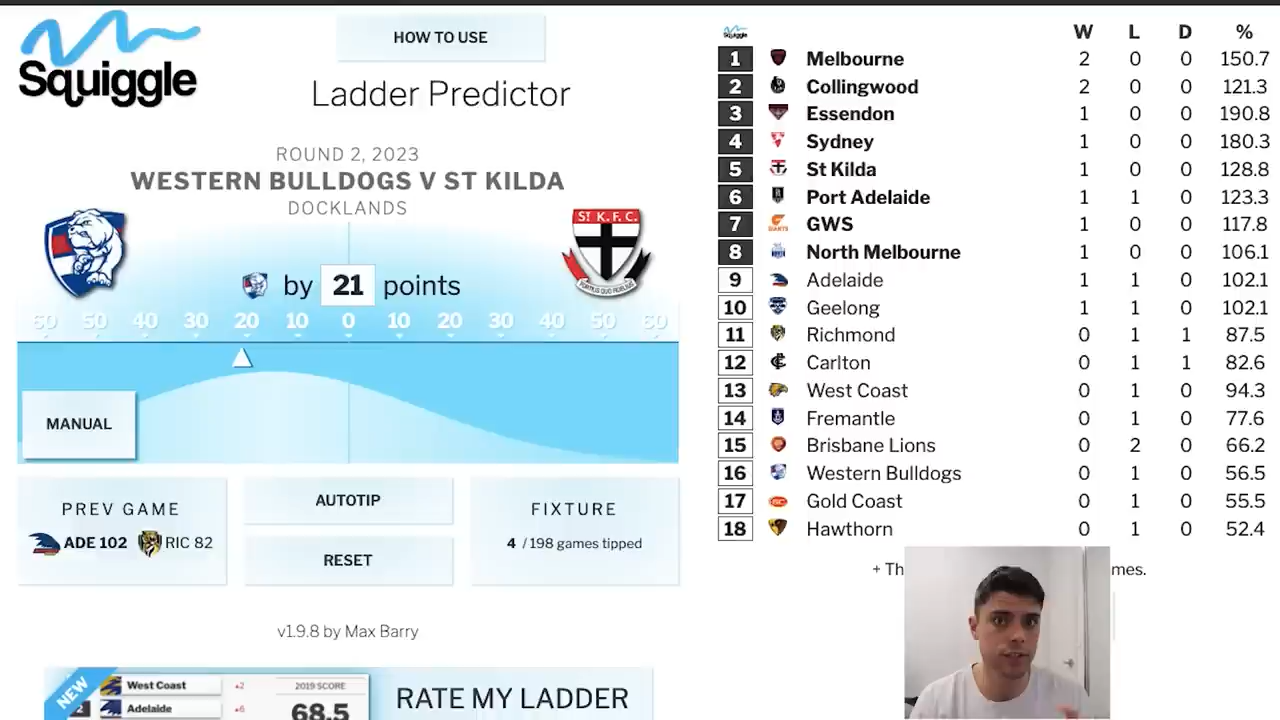 Squiggle
HOW TO USE
Ladder Predictor
ROUND 2, 2023
WESTERN BULLDOGS V ST KILDA
DOCKLANDS
ST K.F.C.
by 21 points
60 50 40 30 20 10 0 10 20 30 40 50 60
MANUAL
PREV GAME
ADE 102 RIC 82
AUTOTIP
RESET
FIXTURE
4 / 198 games tipped
v1.9.8 by Max Barry
NEW
West Coast +2
2 Adelaide +6
2019 SCORE
68.5
RATE MY LADDER
Squiggle W L D %
1 Melbourne 2 0 0 150.7
2 Collingwood 2 0 0 121.3
3 Essendon 1 0 0 190.8
4 Sydney 1 0 0 180.3
5 St Kilda 1 0 0 128.8
6 Port Adelaide 1 1 0 123.3
7 GWS 1 0 0 117.8
8 North Melbourne 1 0 0 106.1
9 Adelaide 1 1 0 102.1
10 Geelong 1 1 0 102.1
11 Richmond 0 1 1 87.5
12 Carlton 0 1 1 82.6
13 West Coast 0 1 0 94.3
14 Fremantle 0 1 0 77.6
15 Brisbane Lions 0 2 0 66.2
16 Western Bulldogs 0 1 0 56.5
17 Gold Coast 0 1 0 55.5
18 Hawthorn 0 1 0 52.4
+ Th mes.